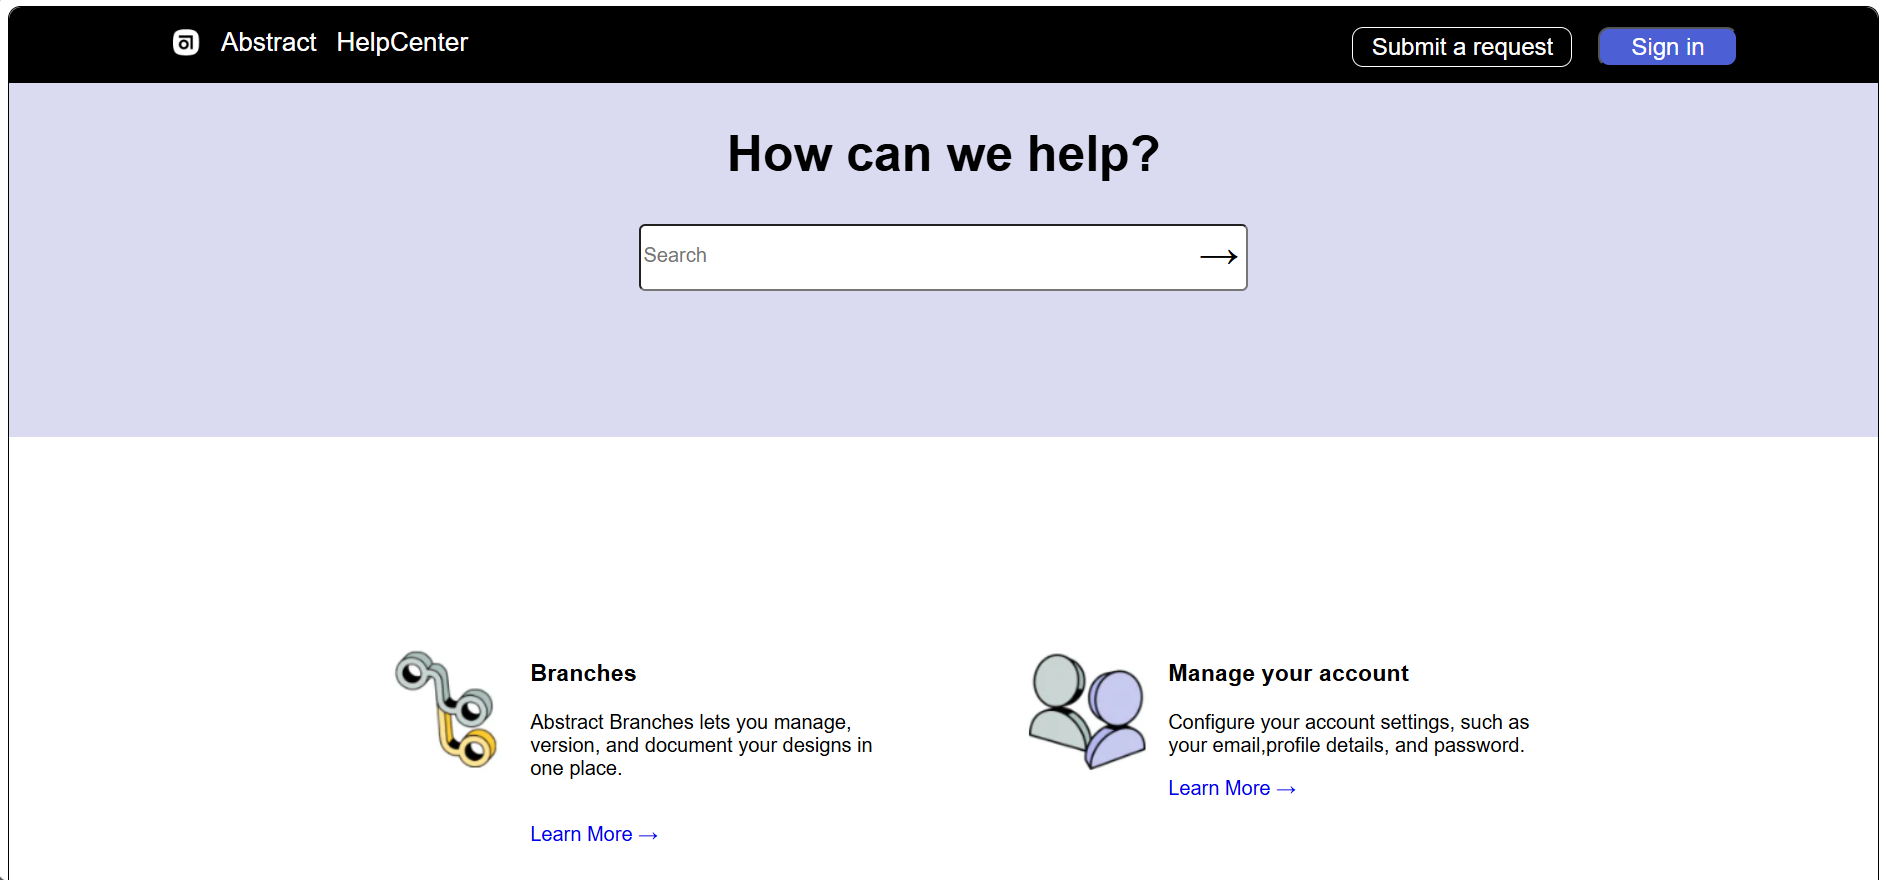 Abstract HelpCenter
Submit a request
Sign in
How can we help?
Search →
Branches
Abstract Branches lets you manage,
version, and document your designs in
one place.
Learn More →
Manage your account
Configure your account settings, such as
your email,profile details, and password.
Learn More →